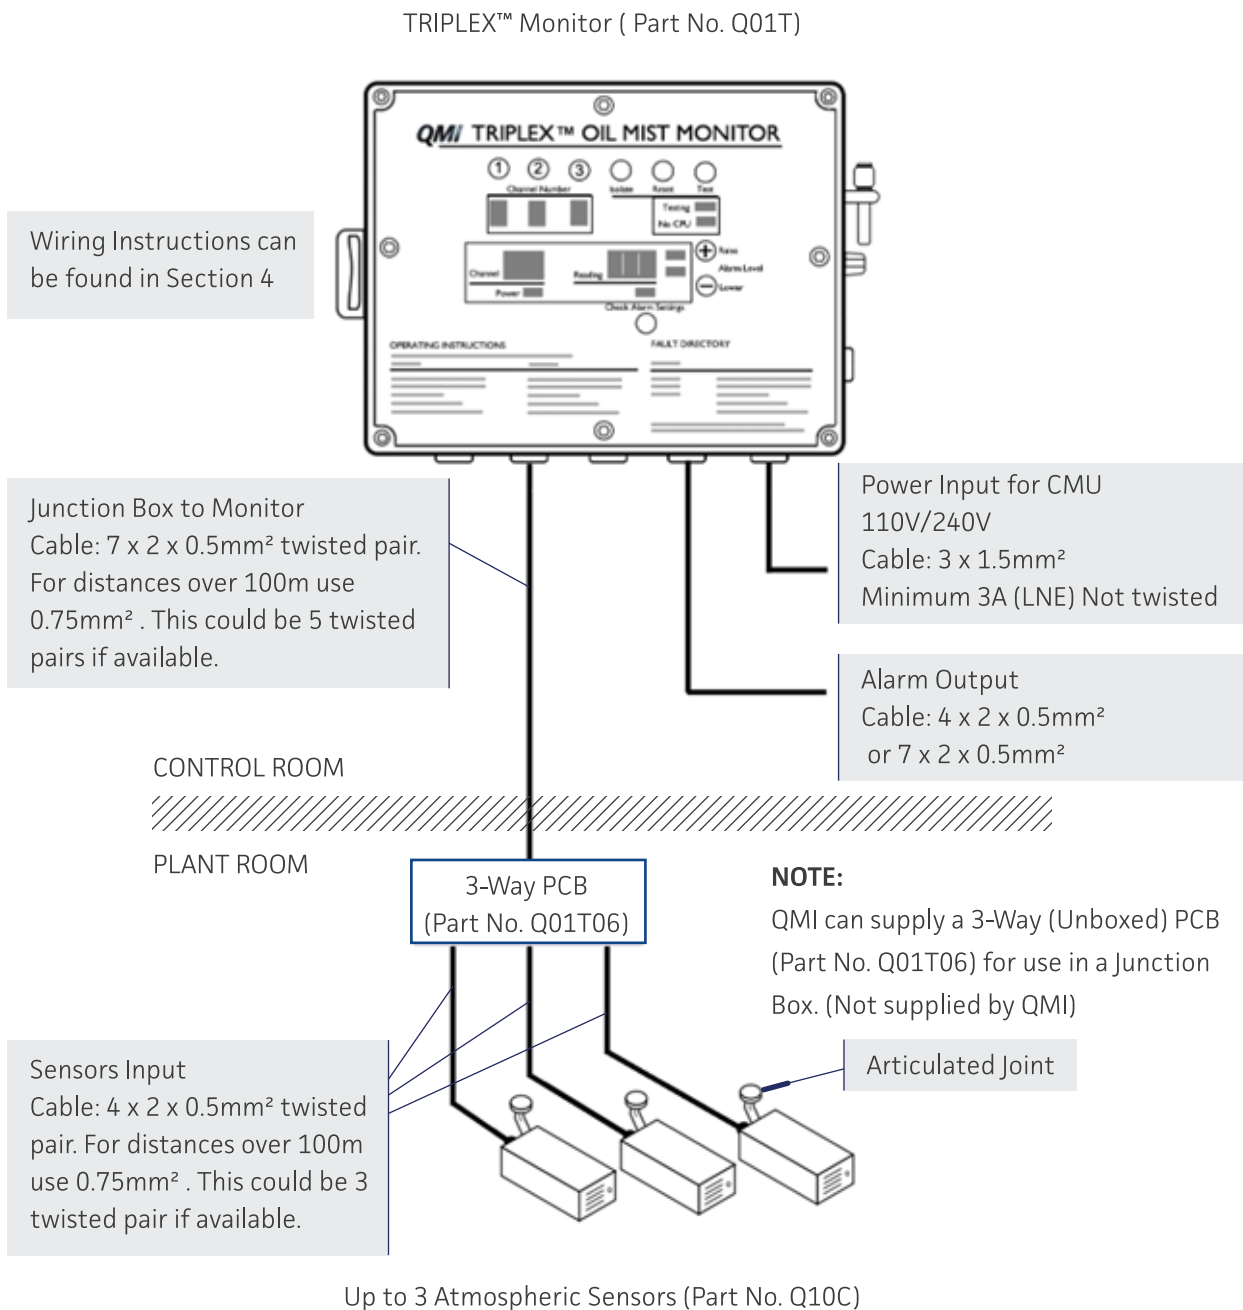 TRIPLEX™ Monitor ( Part No. Q01T)
QMI TRIPLEX™ OIL MIST MONITOR
1 2 3
Channel Number Isolate Reset Test
Testing
No CPU
Wiring Instructions can
be found in Section 4
+ Raise
Channel Reading Alarm Level
Power − Lower
Check Alarm Settings
OPERATING INSTRUCTIONS FAULT DIRECTORY
Junction Box to Monitor
Cable: 7 x 2 x 0.5mm² twisted pair.
For distances over 100m use
0.75mm² . This could be 5 twisted
pairs if available.
Power Input for CMU
110V/240V
Cable: 3 x 1.5mm²
Minimum 3A (LNE) Not twisted
Alarm Output
Cable: 4 x 2 x 0.5mm²
or 7 x 2 x 0.5mm²
CONTROL ROOM
PLANT ROOM
3-Way PCB
(Part No. Q01T06)
NOTE:
QMI can supply a 3-Way (Unboxed) PCB
(Part No. Q01T06) for use in a Junction
Box. (Not supplied by QMI)
Articulated Joint
Sensors Input
Cable: 4 x 2 x 0.5mm² twisted
pair. For distances over 100m
use 0.75mm² . This could be 3
twisted pair if available.
Up to 3 Atmospheric Sensors (Part No. Q10C)